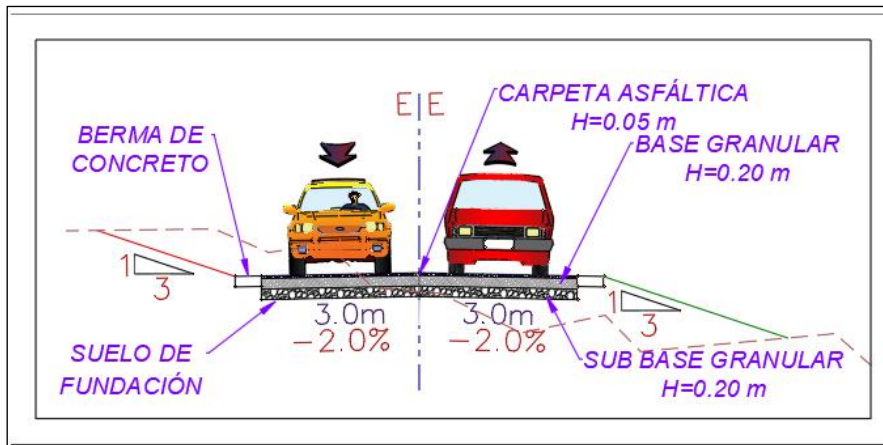 E E
CARPETA ASFÁLTICA
H=0.05 m
BERMA DE
CONCRETO
BASE GRANULAR
H=0.20 m
1
3
3.0m
-2.0%
3.0m
-2.0%
1
3
SUELO DE
FUNDACIÓN
SUB BASE GRANULAR
H=0.20 m